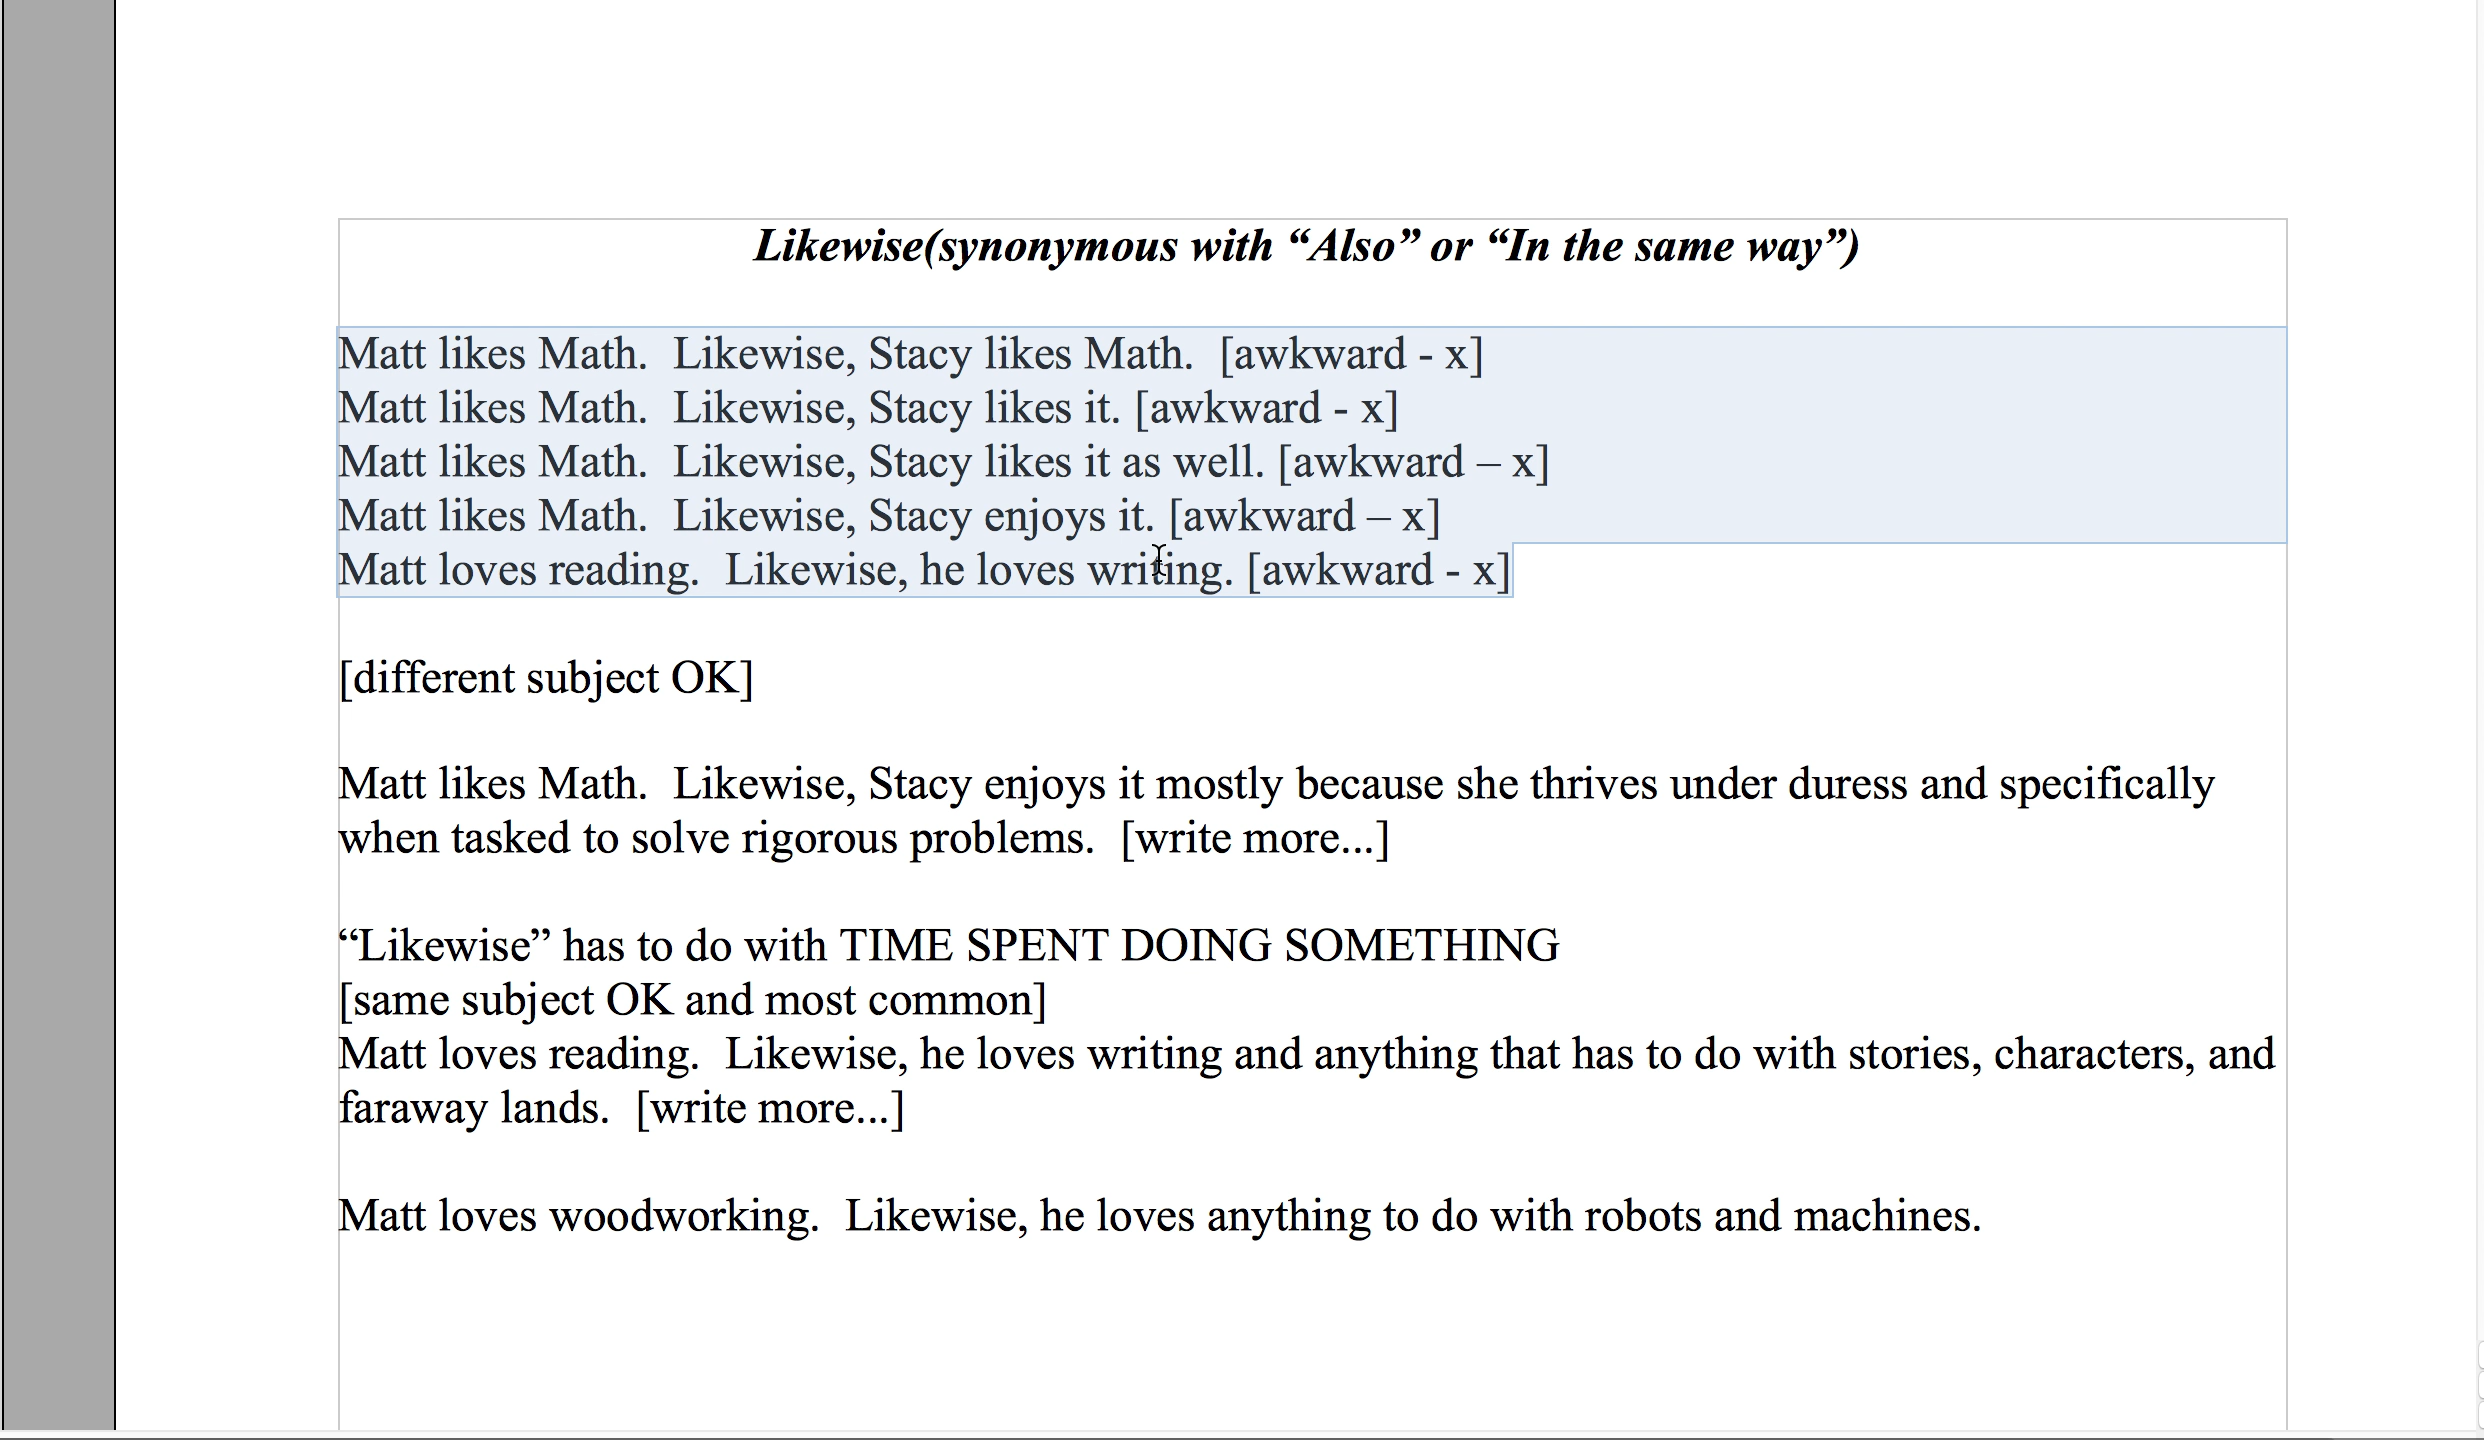 Likewise(synonymous with “Also” or “In the same way”)
Matt likes Math.  Likewise, Stacy likes Math.  [awkward - x]
Matt likes Math.  Likewise, Stacy likes it. [awkward - x]
Matt likes Math.  Likewise, Stacy likes it as well. [awkward – x]
Matt likes Math.  Likewise, Stacy enjoys it. [awkward – x]
Matt loves reading.  Likewise, he loves writing. [awkward - x]
[different subject OK]
Matt likes Math.  Likewise, Stacy enjoys it mostly because she thrives under duress and specifically
when tasked to solve rigorous problems.  [write more...]
“Likewise” has to do with TIME SPENT DOING SOMETHING
[same subject OK and most common]
Matt loves reading.  Likewise, he loves writing and anything that has to do with stories, characters, and
faraway lands.  [write more...]
Matt loves woodworking.  Likewise, he loves anything to do with robots and machines.